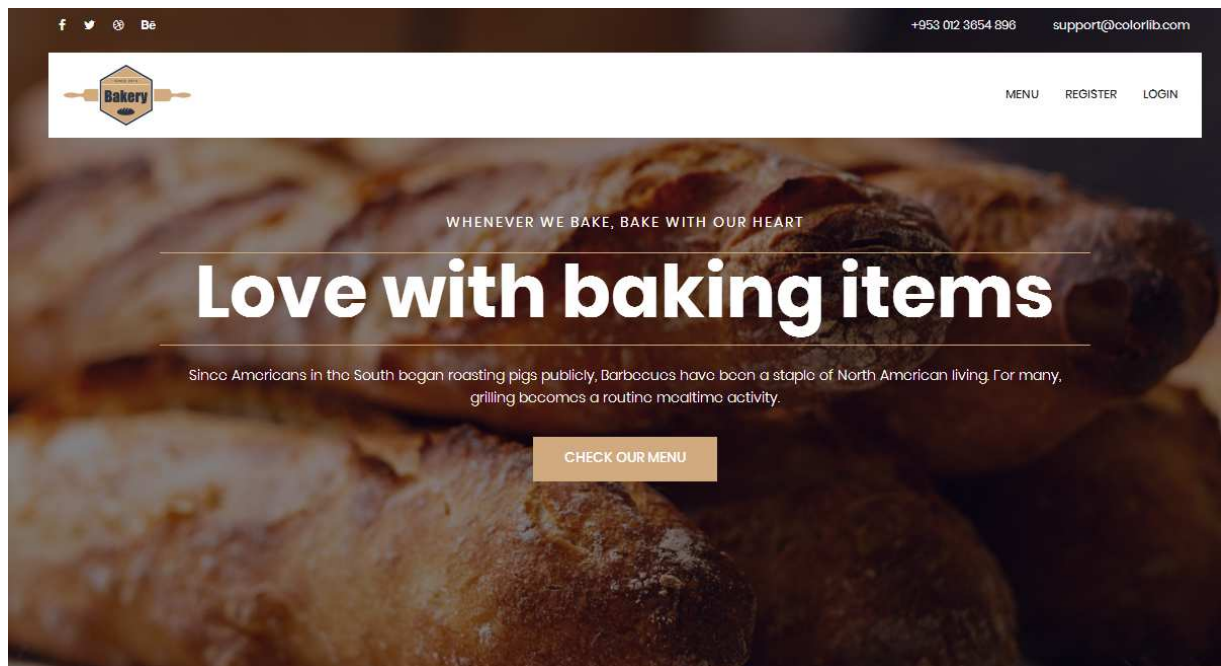 +953 012 3654 896 support@colorlib.com
Bakery
MENU REGISTER LOGIN
WHENEVER WE BAKE, BAKE WITH OUR HEART
Love with baking items
Since Americans in the South began roasting pigs publicly, Barbecues have been a staple of North American living. For many,
grilling becomes a routine mealtime activity.
CHECK OUR MENU